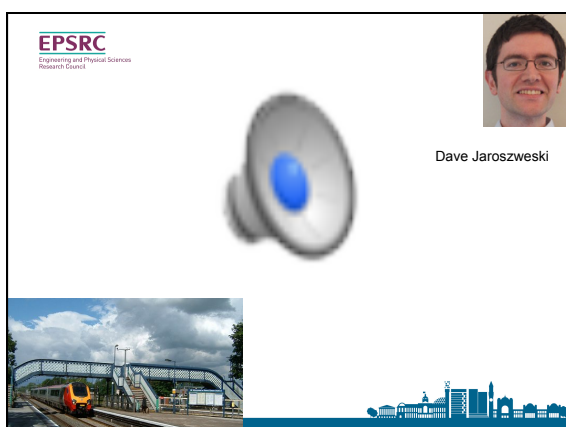 EPSRC
Engineering and Physical Sciences
Research Council
Dave Jaroszweski